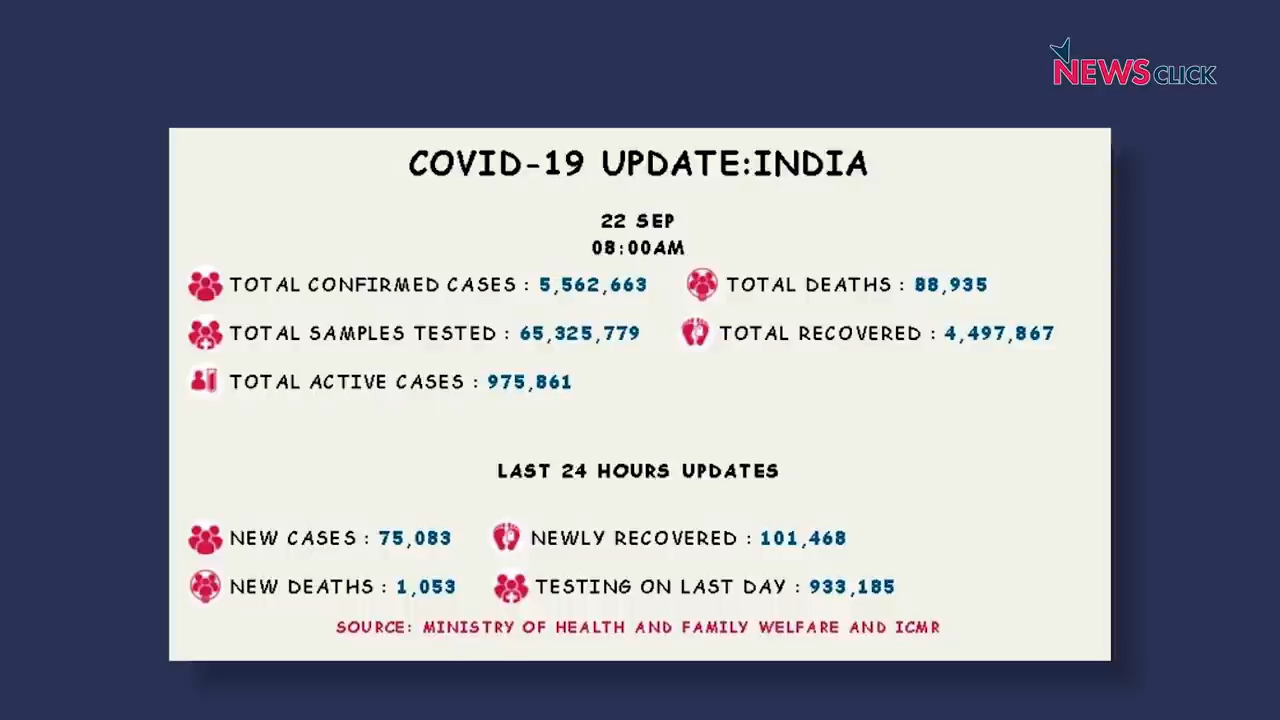 NEWSCLICK
COVID-19 UPDATE:INDIA
22 SEP
08:00AM
TOTAL CONFIRMED CASES : 5,562,663
TOTAL DEATHS : 88,935
TOTAL SAMPLES TESTED : 65,325,779
TOTAL RECOVERED : 4,497,867
TOTAL ACTIVE CASES : 975,861
LAST 24 HOURS UPDATES
NEW CASES : 75,083
NEWLY RECOVERED : 101,468
NEW DEATHS : 1,053
TESTING ON LAST DAY : 933,185
SOURCE: MINISTRY OF HEALTH AND FAMILY WELFARE AND ICMR